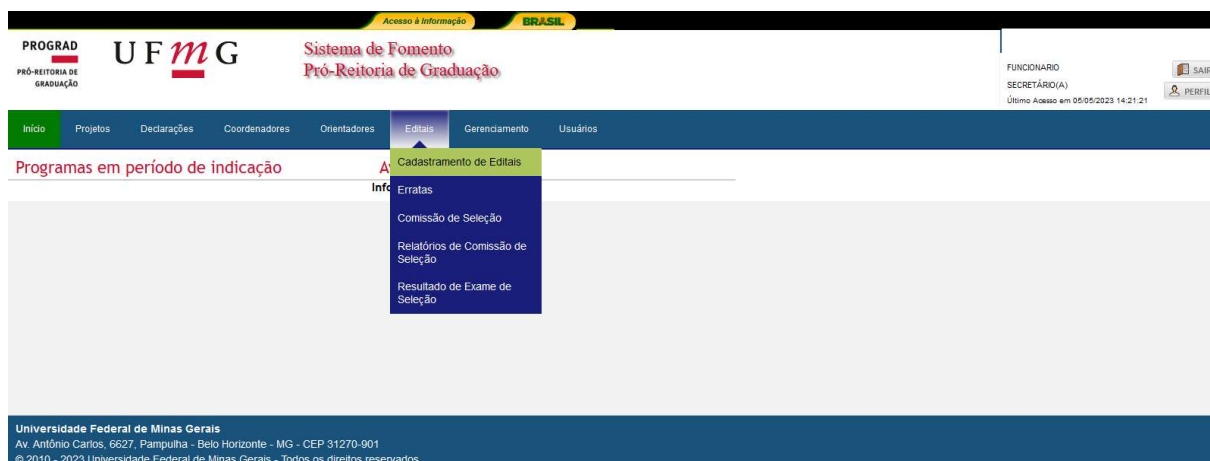 Acesso à Informação
BRASIL
PROGRAD
PRÓ-REITORIA DE
GRADUAÇÃO
UFmG
Sistema de Fomento
Pró-Reitoria de Graduação
FUNCIONARIO
SECRETÁRIO(A)
Último Acesso em 05/05/2023 14:21:21
SAIR
PERFIL
Início Projetos Declarações Coordenadores Orientadores Editais Gerenciamento Usuários
Programas em período de indicação
Cadastramento de Editais
Erratas
Comissão de Seleção
Relatórios de Comissão de
Seleção
Resultado de Exame de
Seleção
Universidade Federal de Minas Gerais
Av. Antônio Carlos, 6627, Pampulha - Belo Horizonte - MG - CEP 31270-901
© 2010 - 2023 Universidade Federal de Minas Gerais - Todos os direitos reservados